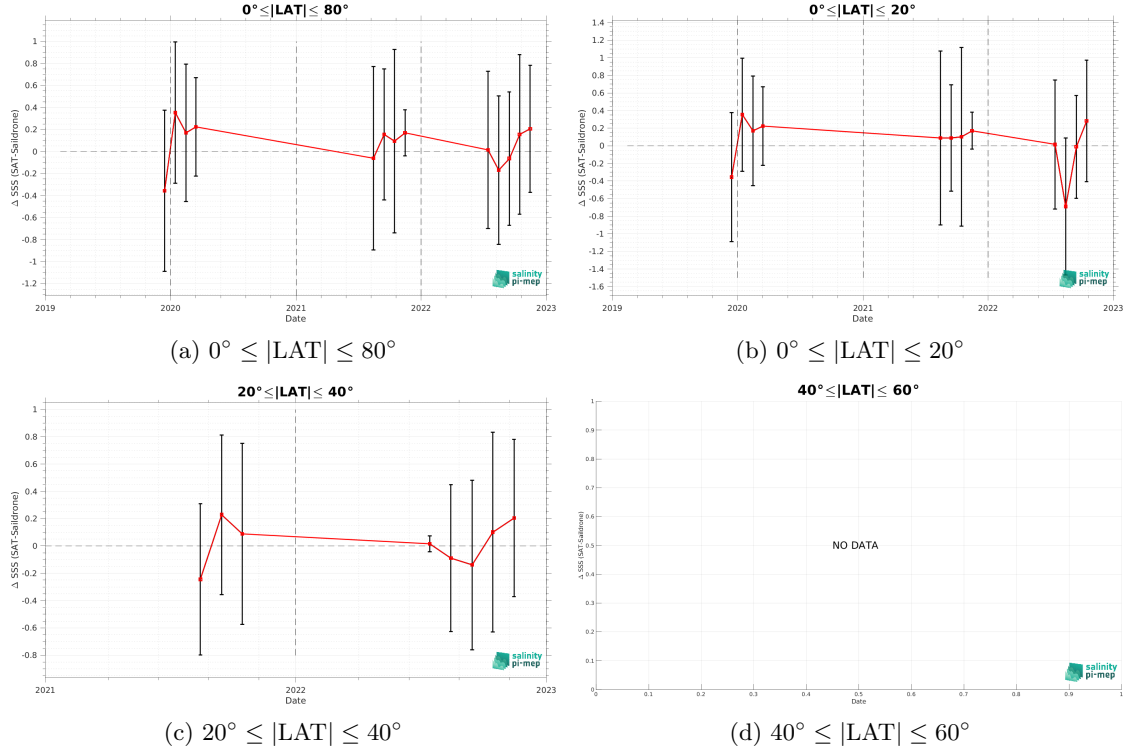 0°≤|LAT|≤ 80°
1
0.8
0.6
0.4
0.2
0
-0.2
-0.4
-0.6
-0.8
-1
-1.2
Δ SSS (SAT-Saildrone)
2019
2020
2021
2022
2023
Date
salinity
pi-mep
(a) 0° ≤ |LAT| ≤ 80°
0°≤|LAT|≤ 20°
1.4
1.2
1
0.8
0.6
0.4
0.2
0
-0.2
-0.4
-0.6
-0.8
-1
-1.2
-1.4
-1.6
Δ SSS (SAT-Saildrone)
2019
2020
2021
2022
2023
Date
salinity
pi-mep
(b) 0° ≤ |LAT| ≤ 20°
20°≤|LAT|≤ 40°
1
0.8
0.6
0.4
0.2
0
-0.2
-0.4
-0.6
-0.8
Δ SSS (SAT-Saildrone)
2021
2022
2023
Date
salinity
pi-mep
(c) 20° ≤ |LAT| ≤ 40°
40°≤|LAT|≤ 60°
1
0.9
0.8
0.7
0.6
0.5
0.4
0.3
0.2
0.1
0
Δ SSS (SAT-Saildrone)
NO DATA
0 0.1 0.2 0.3 0.4 0.5 0.6 0.7 0.8 0.9 1
Date
salinity
pi-mep
(d) 40° ≤ |LAT| ≤ 60°